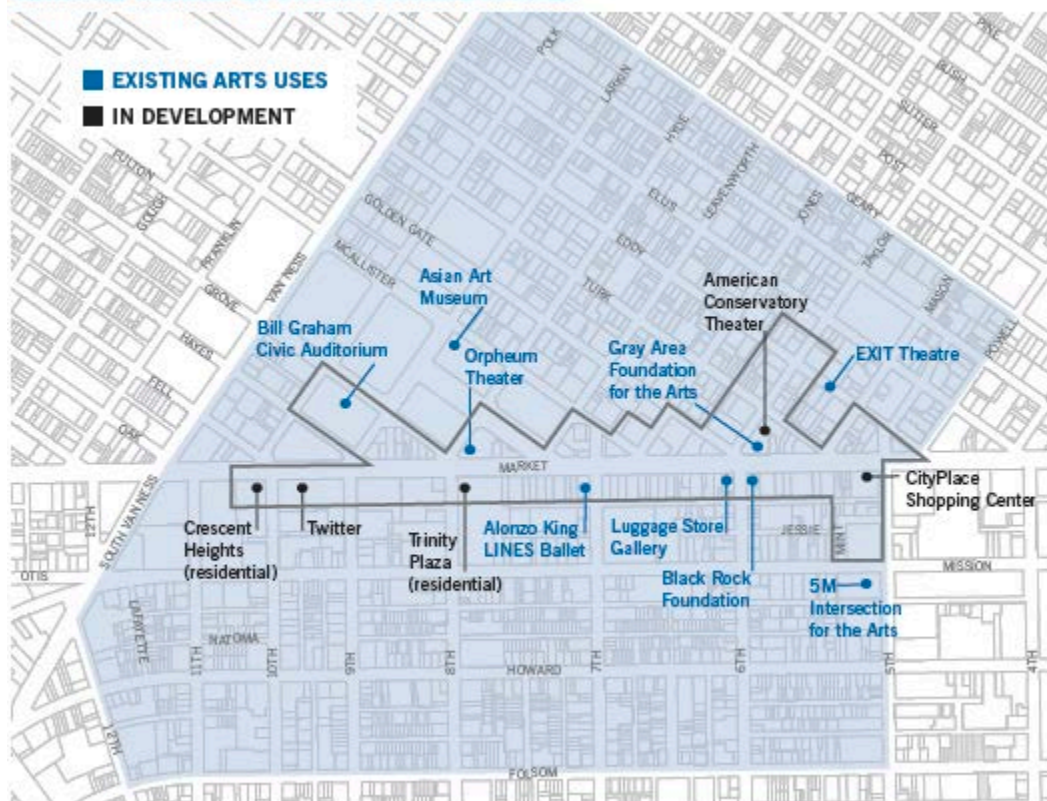 EXISTING ARTS USES
IN DEVELOPMENT
POLK
LARKIN
HYDE
LEAVENWORTH
JONES
TAYLOR
MASON
POWELL
PINE
BUSH
SUTTER
POST
GEARY
ELLIS
EDDY
TURK
GOLDEN GATE
MCALLISTER
FULTON
GOUGH
FRANKLIN
GROVE
VAN NESS
HAYES
FELL
OAK
Asian Art
Museum
Bill Graham
Civic Auditorium
Orpheum
Theater
Gray Area
Foundation
for the Arts
American
Conservatory
Theater
EXIT Theatre
MARKET
12TH
SOUTH VAN NESS
Crescent
Heights
(residential)
Twitter
Trinity
Plaza
(residential)
Alonzo King
LINES Ballet
Luggage Store
Gallery
Black Rock
Foundation
JESSIE
MINT
CityPlace
Shopping Center
MISSION
5M
Intersection
for the Arts
OTIS
LAFAYETTE
NATOMA
11TH
10TH
9TH
8TH
7TH
6TH
5TH
4TH
HOWARD
12TH
FOLSOM